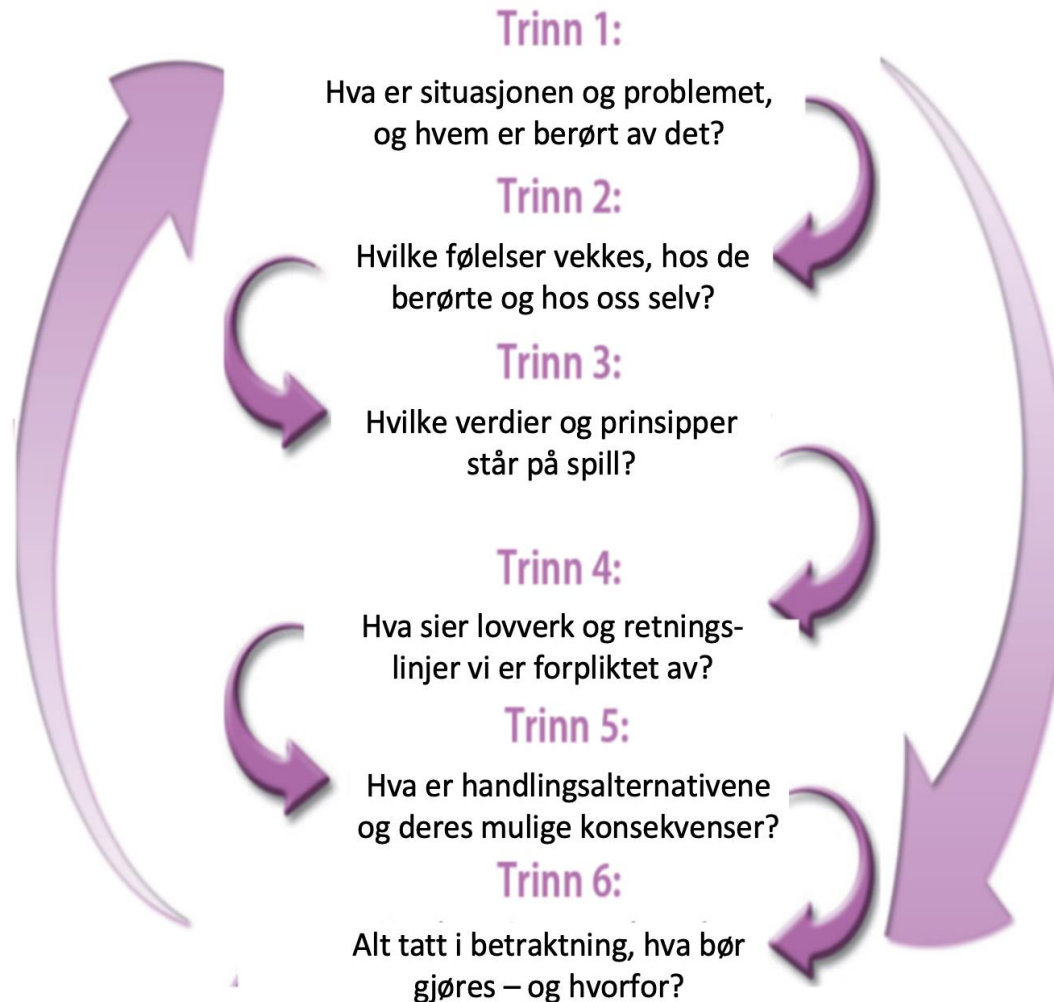 Trinn 1:
Hva er situasjonen og problemet,
og hvem er berørt av det?
Trinn 2:
Hvilke følelser vekkes, hos de
berørte og hos oss selv?
Trinn 3:
Hvilke verdier og prinsipper
står på spill?
Trinn 4:
Hva sier lovverk og retnings-
linjer vi er forpliktet av?
Trinn 5:
Hva er handlingsalternativene
og deres mulige konsekvenser?
Trinn 6:
Alt tatt i betraktning, hva bør
gjøres – og hvorfor?